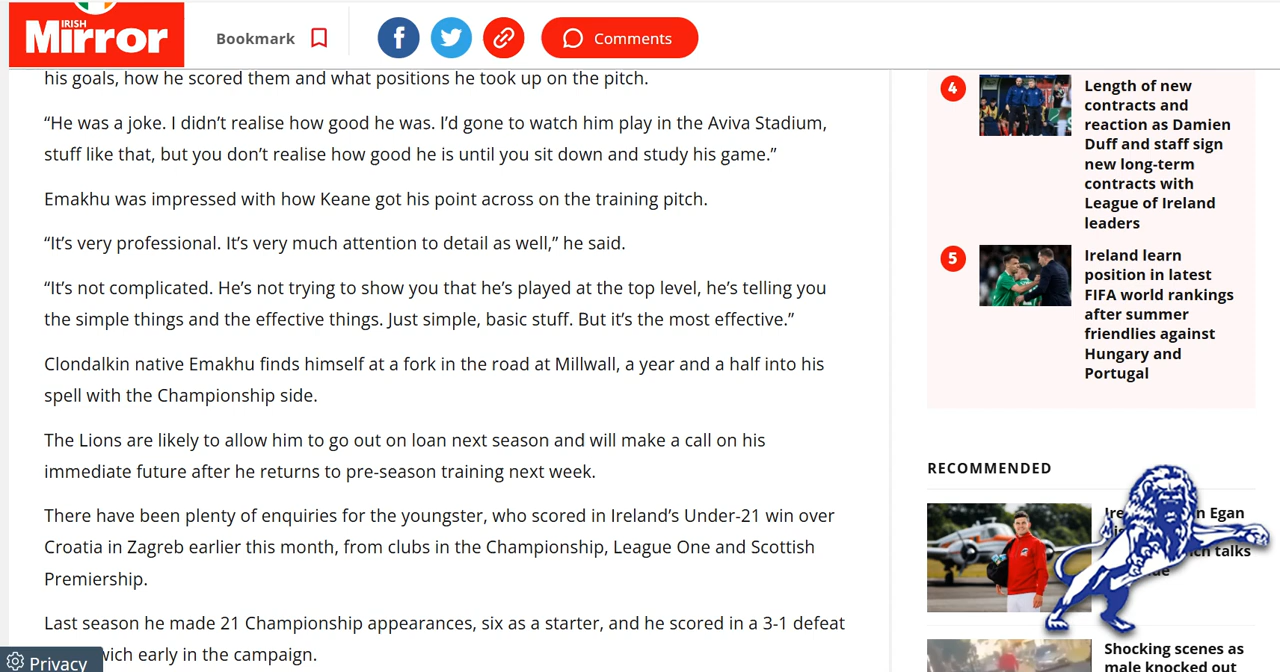 IRISH
Mirror
Bookmark
Comments
his goals, how he scored them and what positions he took up on the pitch.
“He was a joke. I didn’t realise how good he was. I’d gone to watch him play in the Aviva Stadium,
stuff like that, but you don’t realise how good he is until you sit down and study his game.”
Emakhu was impressed with how Keane got his point across on the training pitch.
“It’s very professional. It’s very much attention to detail as well,” he said.
“It’s not complicated. He’s not trying to show you that he’s played at the top level, he’s telling you
the simple things and the effective things. Just simple, basic stuff. But it’s the most effective.”
Clondalkin native Emakhu finds himself at a fork in the road at Millwall, a year and a half into his
spell with the Championship side.
The Lions are likely to allow him to go out on loan next season and will make a call on his
immediate future after he returns to pre-season training next week.
There have been plenty of enquiries for the youngster, who scored in Ireland’s Under-21 win over
Croatia in Zagreb earlier this month, from clubs in the Championship, League One and Scottish
Premiership.
Last season he made 21 Championship appearances, six as a starter, and he scored in a 3-1 defeat
early in the campaign.
Privacy
4
Length of new
contracts and
reaction as Damien
Duff and staff sign
new long-term
contracts with
League of Ireland
leaders
5
Ireland learn
position in latest
FIFA world rankings
after summer
friendlies against
Hungary and
Portugal
RECOMMENDED
Egan
talks
Shocking scenes as
male knocked out